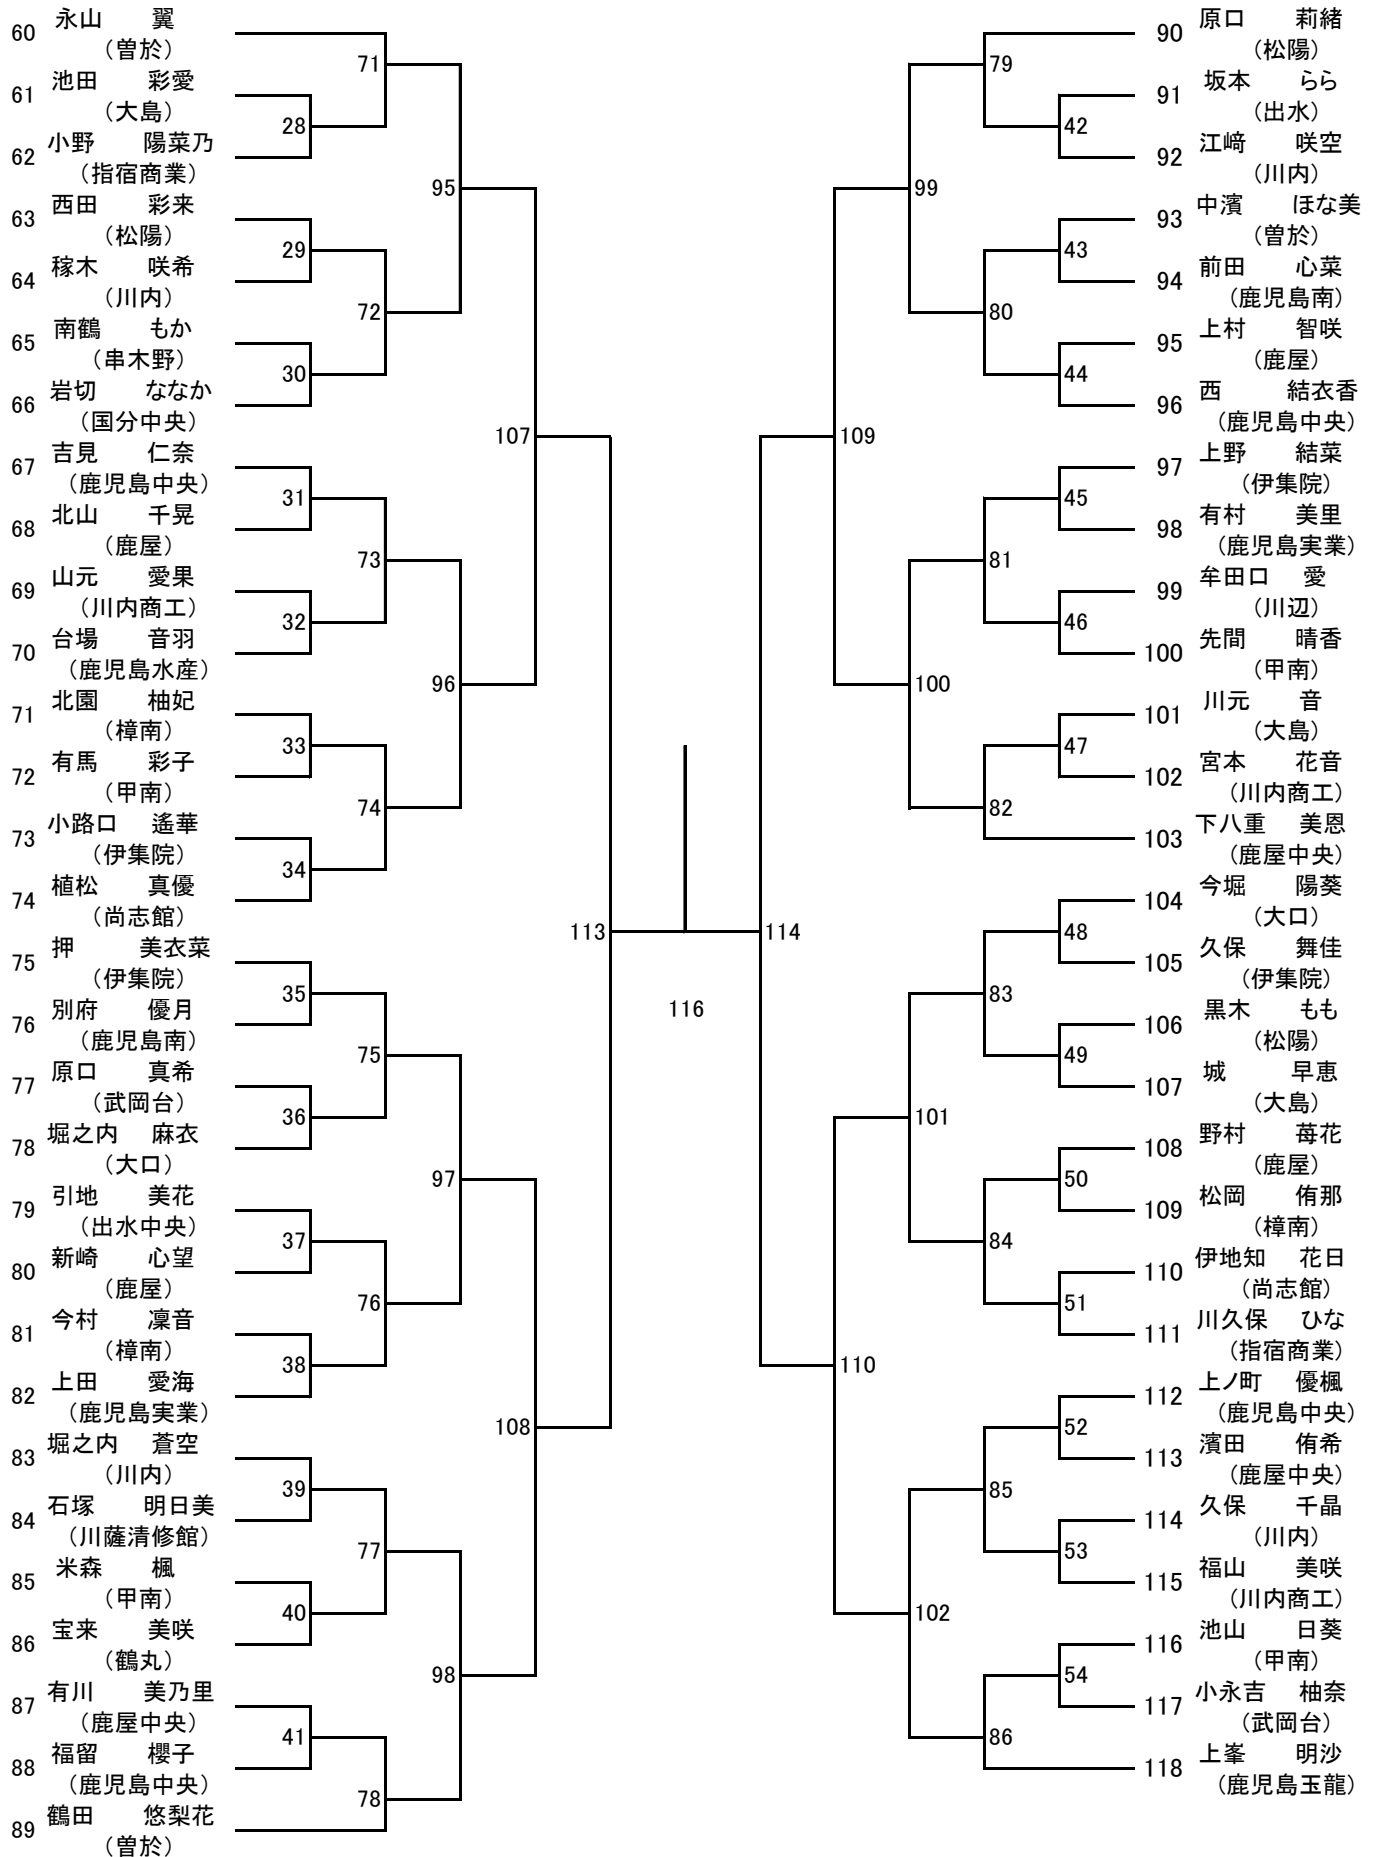 60 永山 翼
（曽於）
61 池田 彩愛
（大島）
62 小野 陽菜乃
（指宿商業）
63 西田 彩来
（松陽）
64 稼木 咲希
（川内）
65 南鶴 もか
（串木野）
66 岩切 ななか
（国分中央）
67 吉見 仁奈
（鹿児島中央）
68 北山 千晃
（鹿屋）
69 山元 愛果
（川内商工）
70 台場 音羽
（鹿児島水産）
71 北園 柚妃
（樟南）
72 有馬 彩子
（甲南）
73 小路口 遙華
（伊集院）
74 植松 真優
（尚志館）
75 押 美衣菜
（伊集院）
76 別府 優月
（鹿児島南）
77 原口 真希
（武岡台）
78 堀之内 麻衣
（大口）
79 引地 美花
（出水中央）
80 新崎 心望
（鹿屋）
81 今村 凜音
（樟南）
82 上田 愛海
（鹿児島実業）
83 堀之内 蒼空
（川内）
84 石塚 明日美
（川薩清修館）
85 米森 楓
（甲南）
86 宝来 美咲
（鶴丸）
87 有川 美乃里
（鹿屋中央）
88 福留 櫻子
（鹿児島中央）
89 鶴田 悠梨花
（曽於）
28
29
30
31
32
33
34
35
36
37
38
39
40
41
71
72
73
74
75
76
77
78
95
96
97
98
107
108
113
116
114
109
110
99
100
101
102
79
80
81
82
83
84
85
86
42
43
44
45
46
47
48
49
50
51
52
53
54
90 原口 莉緒
（松陽）
91 坂本 らら
（出水）
92 江﨑 咲空
（川内）
93 中濱 ほな美
（曽於）
94 前田 心菜
（鹿児島南）
95 上村 智咲
（鹿屋）
96 西 結衣香
（鹿児島中央）
97 上野 結菜
（伊集院）
98 有村 美里
（鹿児島実業）
99 牟田口 愛
（川辺）
100 先間 晴香
（甲南）
101 川元 音
（大島）
102 宮本 花音
（川内商工）
103 下八重 美恩
（鹿屋中央）
104 今堀 陽葵
（大口）
105 久保 舞佳
（伊集院）
106 黒木 もも
（松陽）
107 城 早恵
（大島）
108 野村 苺花
（鹿屋）
109 松岡 侑那
（樟南）
110 伊地知 花日
（尚志館）
111 川久保 ひな
（指宿商業）
112 上ノ町 優楓
（鹿児島中央）
113 濱田 侑希
（鹿屋中央）
114 久保 千晶
（川内）
115 福山 美咲
（川内商工）
116 池山 日葵
（甲南）
117 小永吉 柚奈
（武岡台）
118 上峯 明沙
（鹿児島玉龍）